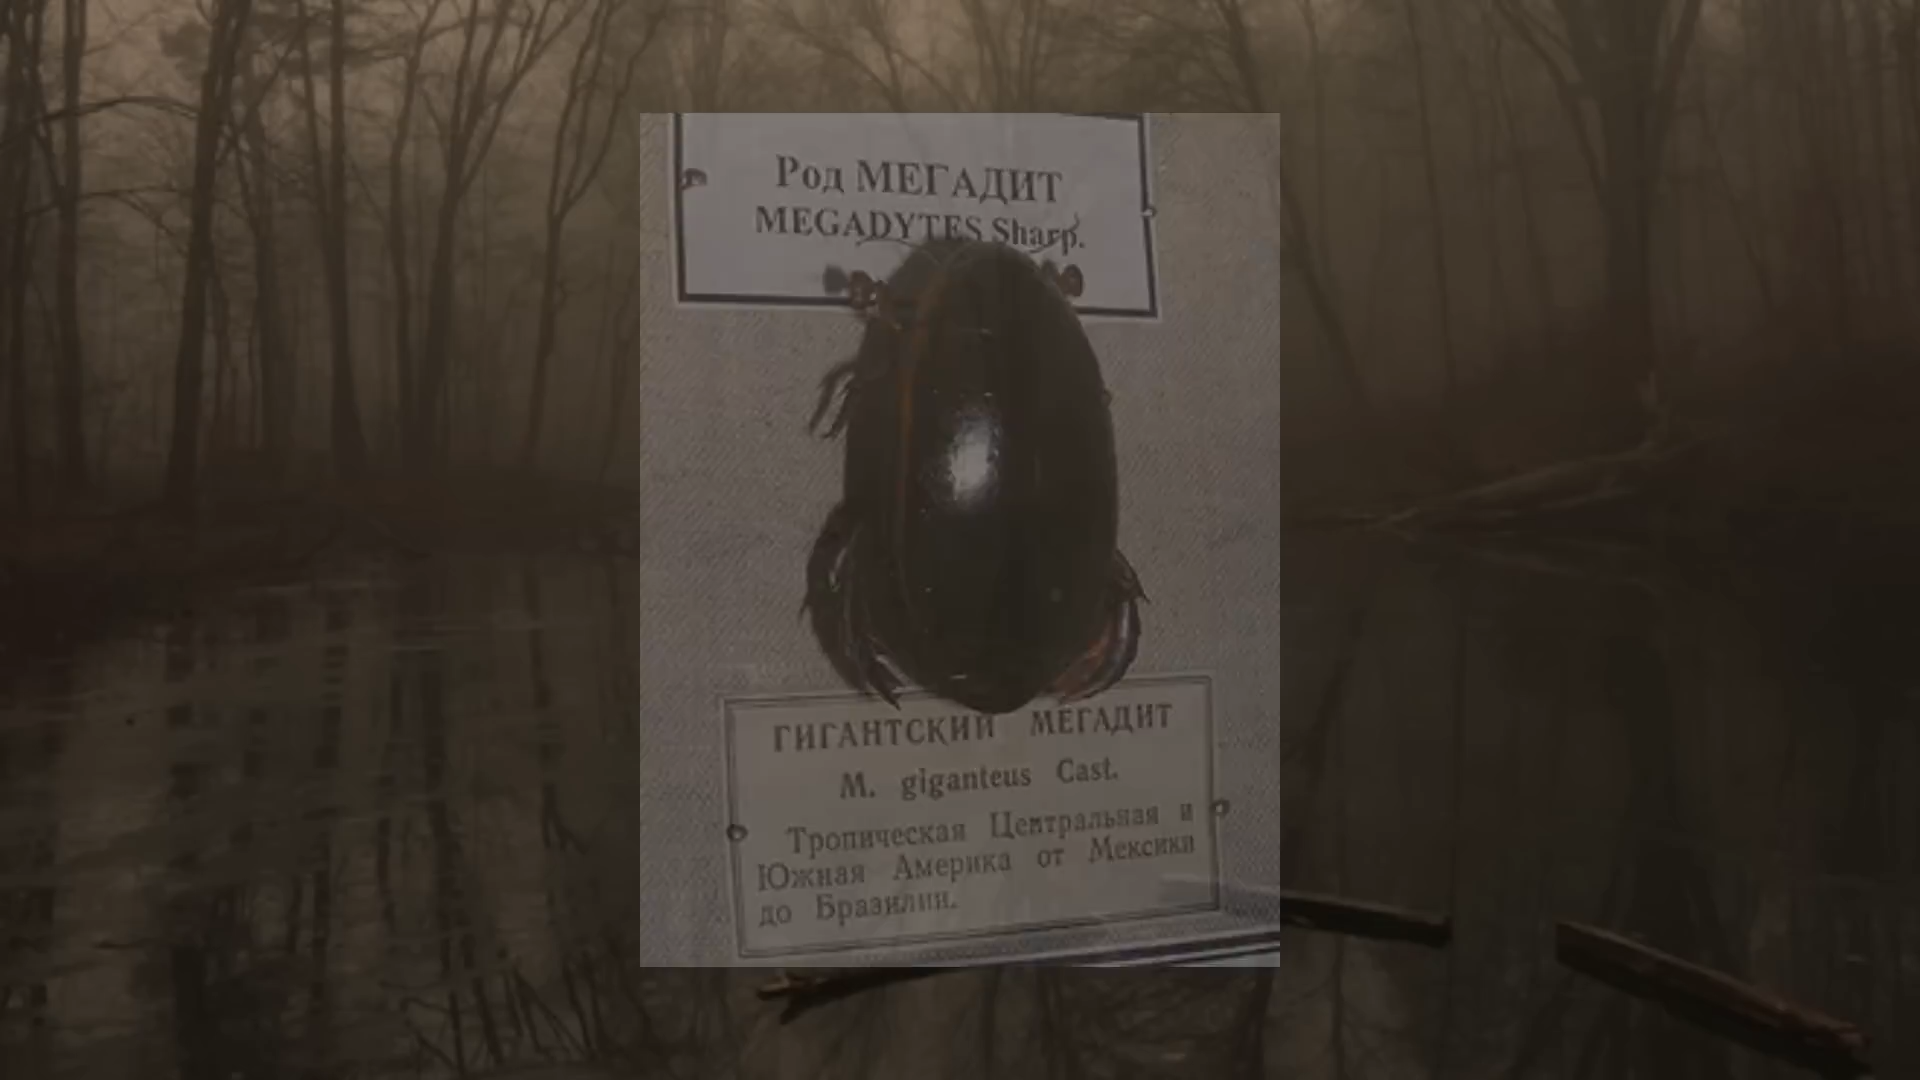 Род МЕГАДИТ
MEGADYTES Sharp.
ГИГАНТСКИЙ МЕГАДИТ
M. giganteus Cast.
Тропическая Центральная и
Южная Америка от Мексики
до Бразилии.